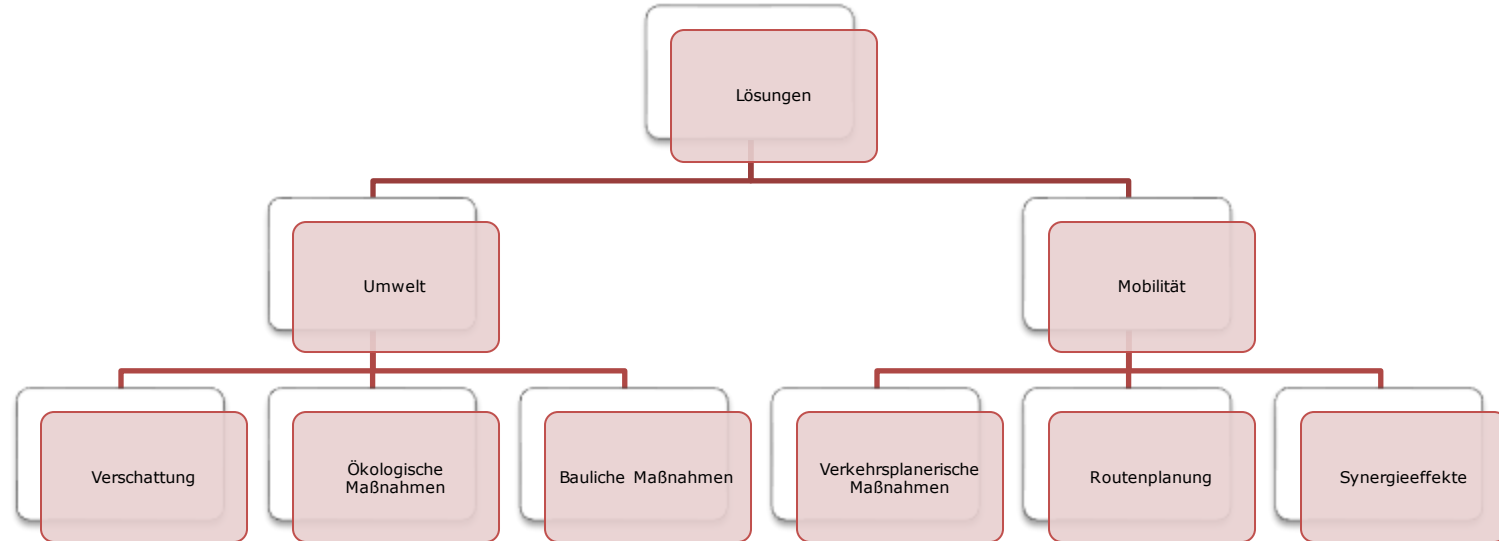 Lösungen
Umwelt
Mobilität
Verschattung
Ökologische
Maßnahmen
Bauliche Maßnahmen
Verkehrsplanerische
Maßnahmen
Routenplanung
Synergieeffekte